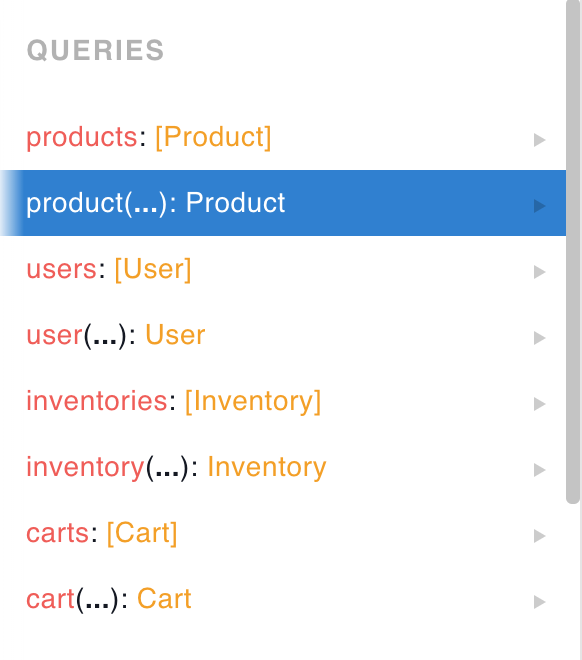 QUERIES
products: [Product]
product(...): Product
users: [User]
user(...): User
inventories: [Inventory]
inventory(...): Inventory
carts: [Cart]
cart(...): Cart